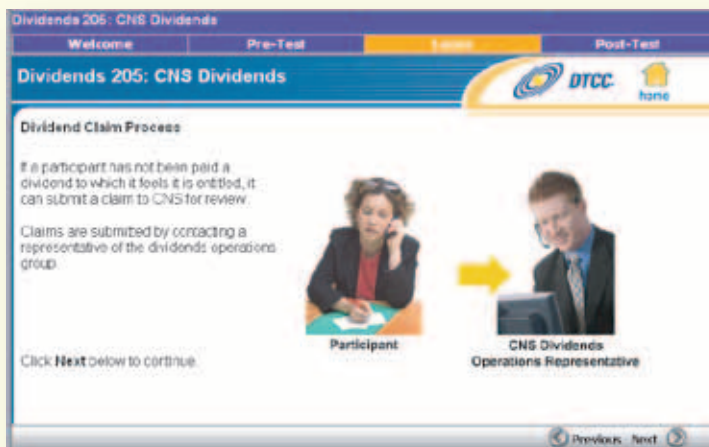 Dividends 205: CNS Dividends
Welcome Pre-Test Post-Test
Dividends 205: CNS Dividends
DTCC
home
Dividend Claim Process
If a participant has not been paid a
dividend to which it feels it is entitled, it
can submit a claim to CNS for review.
Claims are submitted by contacting a
representative of the dividends operations
group.
Participant
CNS Dividends
Operations Representative
Click Next below to continue.
Previous Next